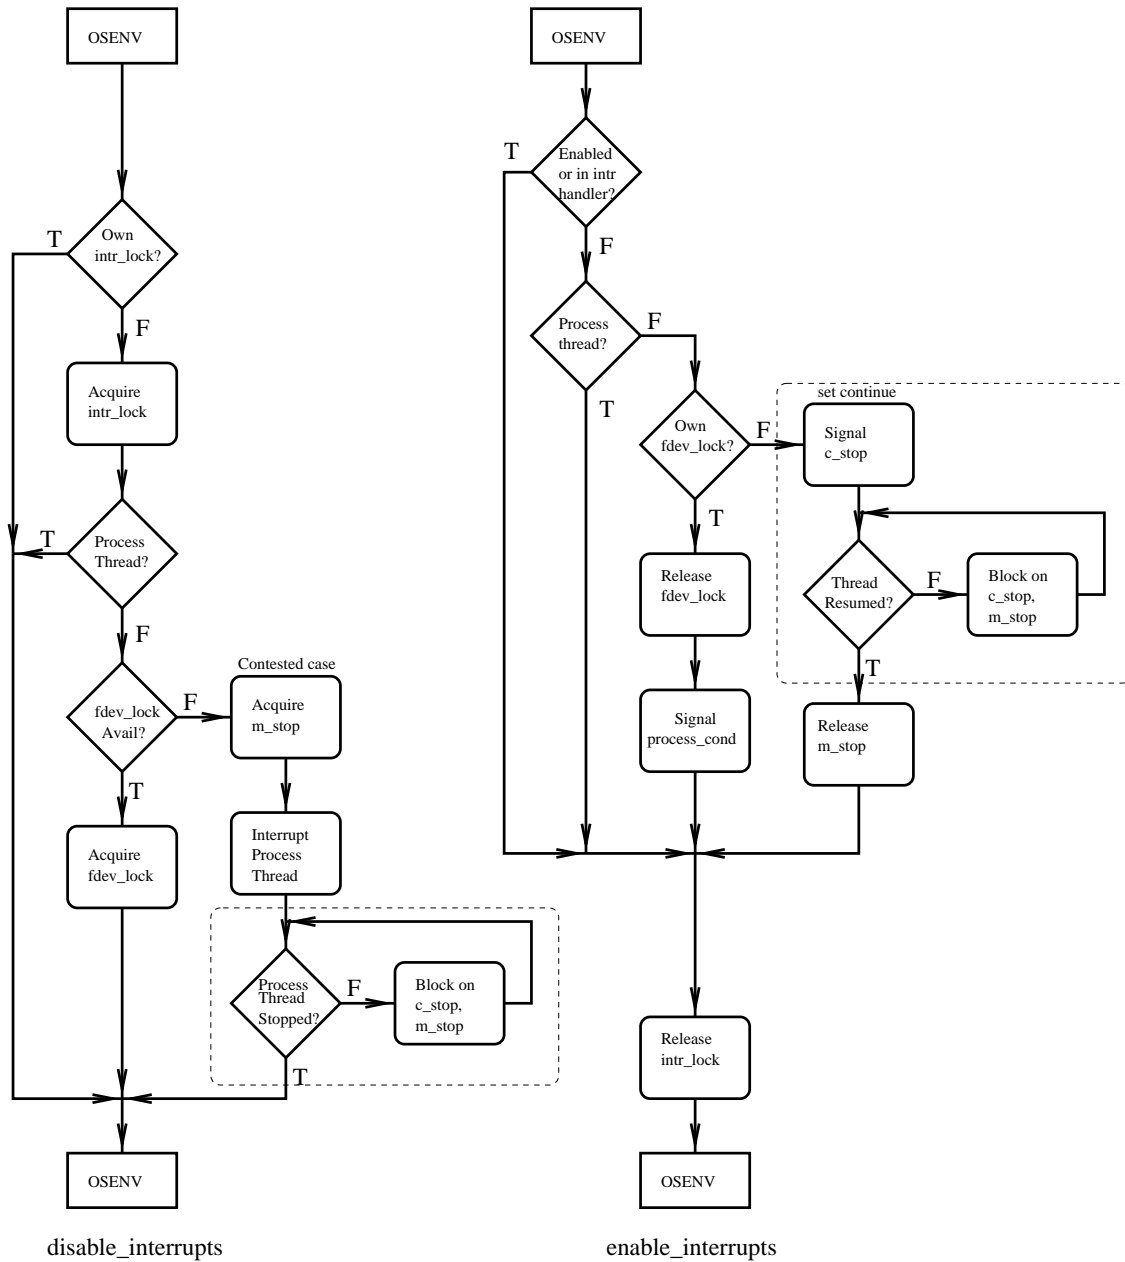 OSENV
T
Own
intr_lock?
F
Acquire
intr_lock
T
Process
Thread?
F
fdev_lock
Avail?
F
T
Contested case
Acquire
m_stop
Acquire
fdev_lock
Interrupt
Process
Thread
Process
Thread
Stopped?
F
Block on
c_stop,
m_stop
T
OSENV
disable_interrupts
OSENV
T
Enabled
or in intr
handler?
F
Process
thread?
F
T
Own
fdev_lock?
F
T
set continue
Signal
c_stop
Release
fdev_lock
Thread
Resumed?
F
Block on
c_stop,
m_stop
T
Signal
process_cond
Release
m_stop
Release
intr_lock
OSENV
enable_interrupts